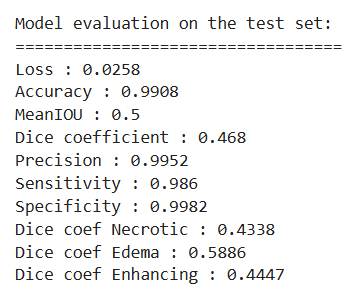 Model evaluation on the test set:
==================================
Loss : 0.0258
Accuracy : 0.9908
MeanIOU : 0.5
Dice coefficient : 0.468
Precision : 0.9952
Sensitivity : 0.986
Specificity : 0.9982
Dice coef Necrotic : 0.4338
Dice coef Edema : 0.5886
Dice coef Enhancing : 0.4447